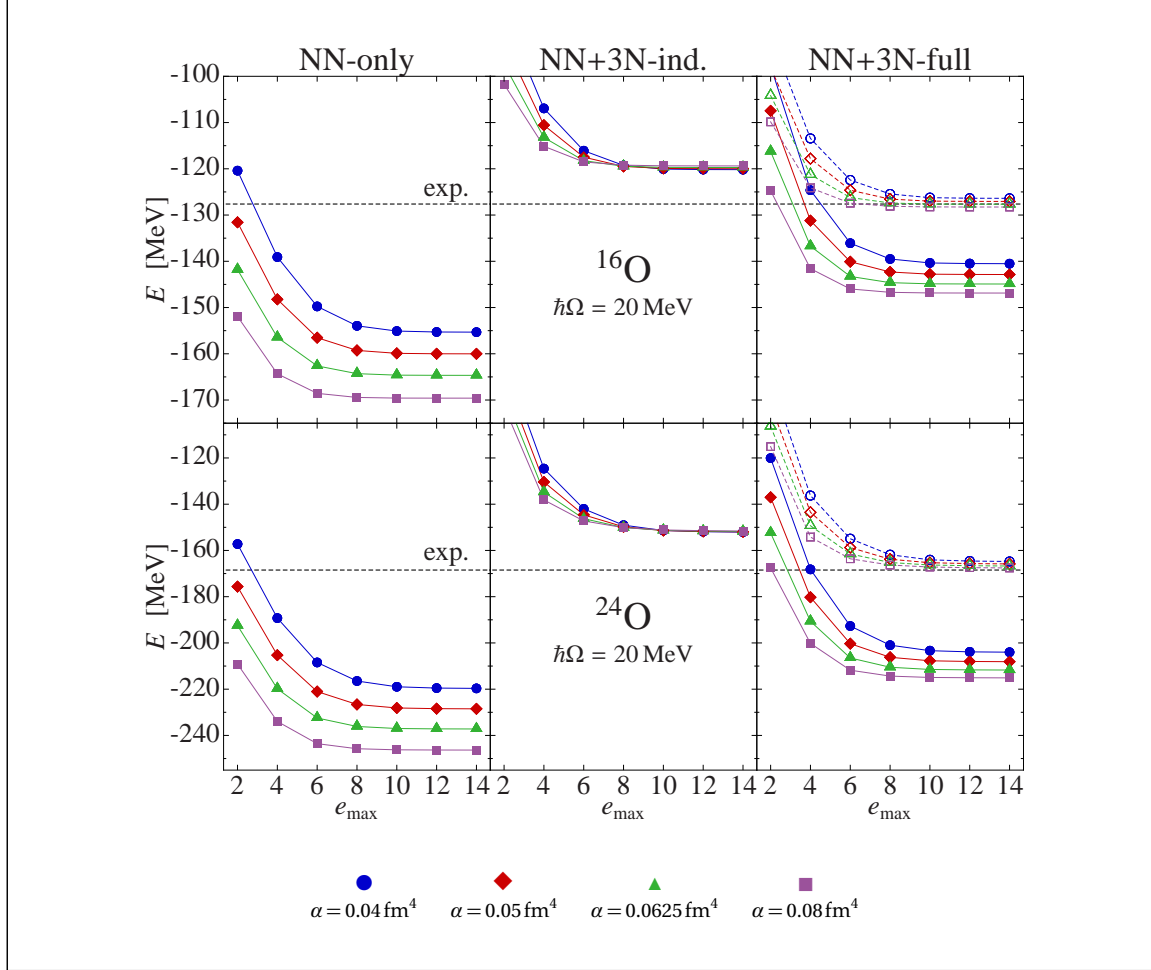 NN-only NN+3N-ind. NN+3N-full
-100
-110
-120
-130
-140
-150
-160
-170
E [MeV]
exp.
¹⁶O
ℏΩ = 20 MeV
-120
-140
-160
-180
-200
-220
-240
E [MeV]
exp.
²⁴O
ℏΩ = 20 MeV
2 4 6 8 10 12 14 2 4 6 8 10 12 14 2 4 6 8 10 12 14
e_max e_max e_max
α = 0.04 fm⁴ α = 0.05 fm⁴ α = 0.0625 fm⁴ α = 0.08 fm⁴